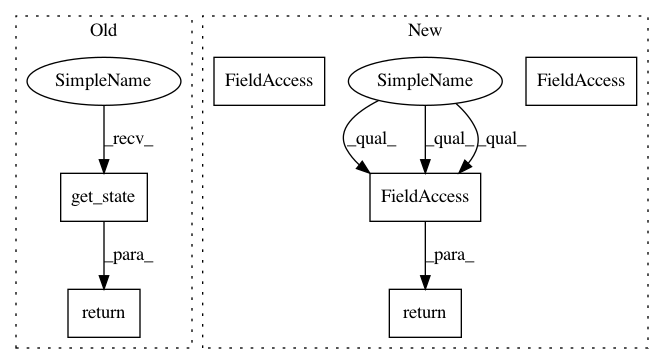 Old
New
SimpleName
FieldAccess
SimpleName
FieldAccess
_recv_
_qual_
_qual_
_qual_
get_state
FieldAccess
_para_
_para_
return
return